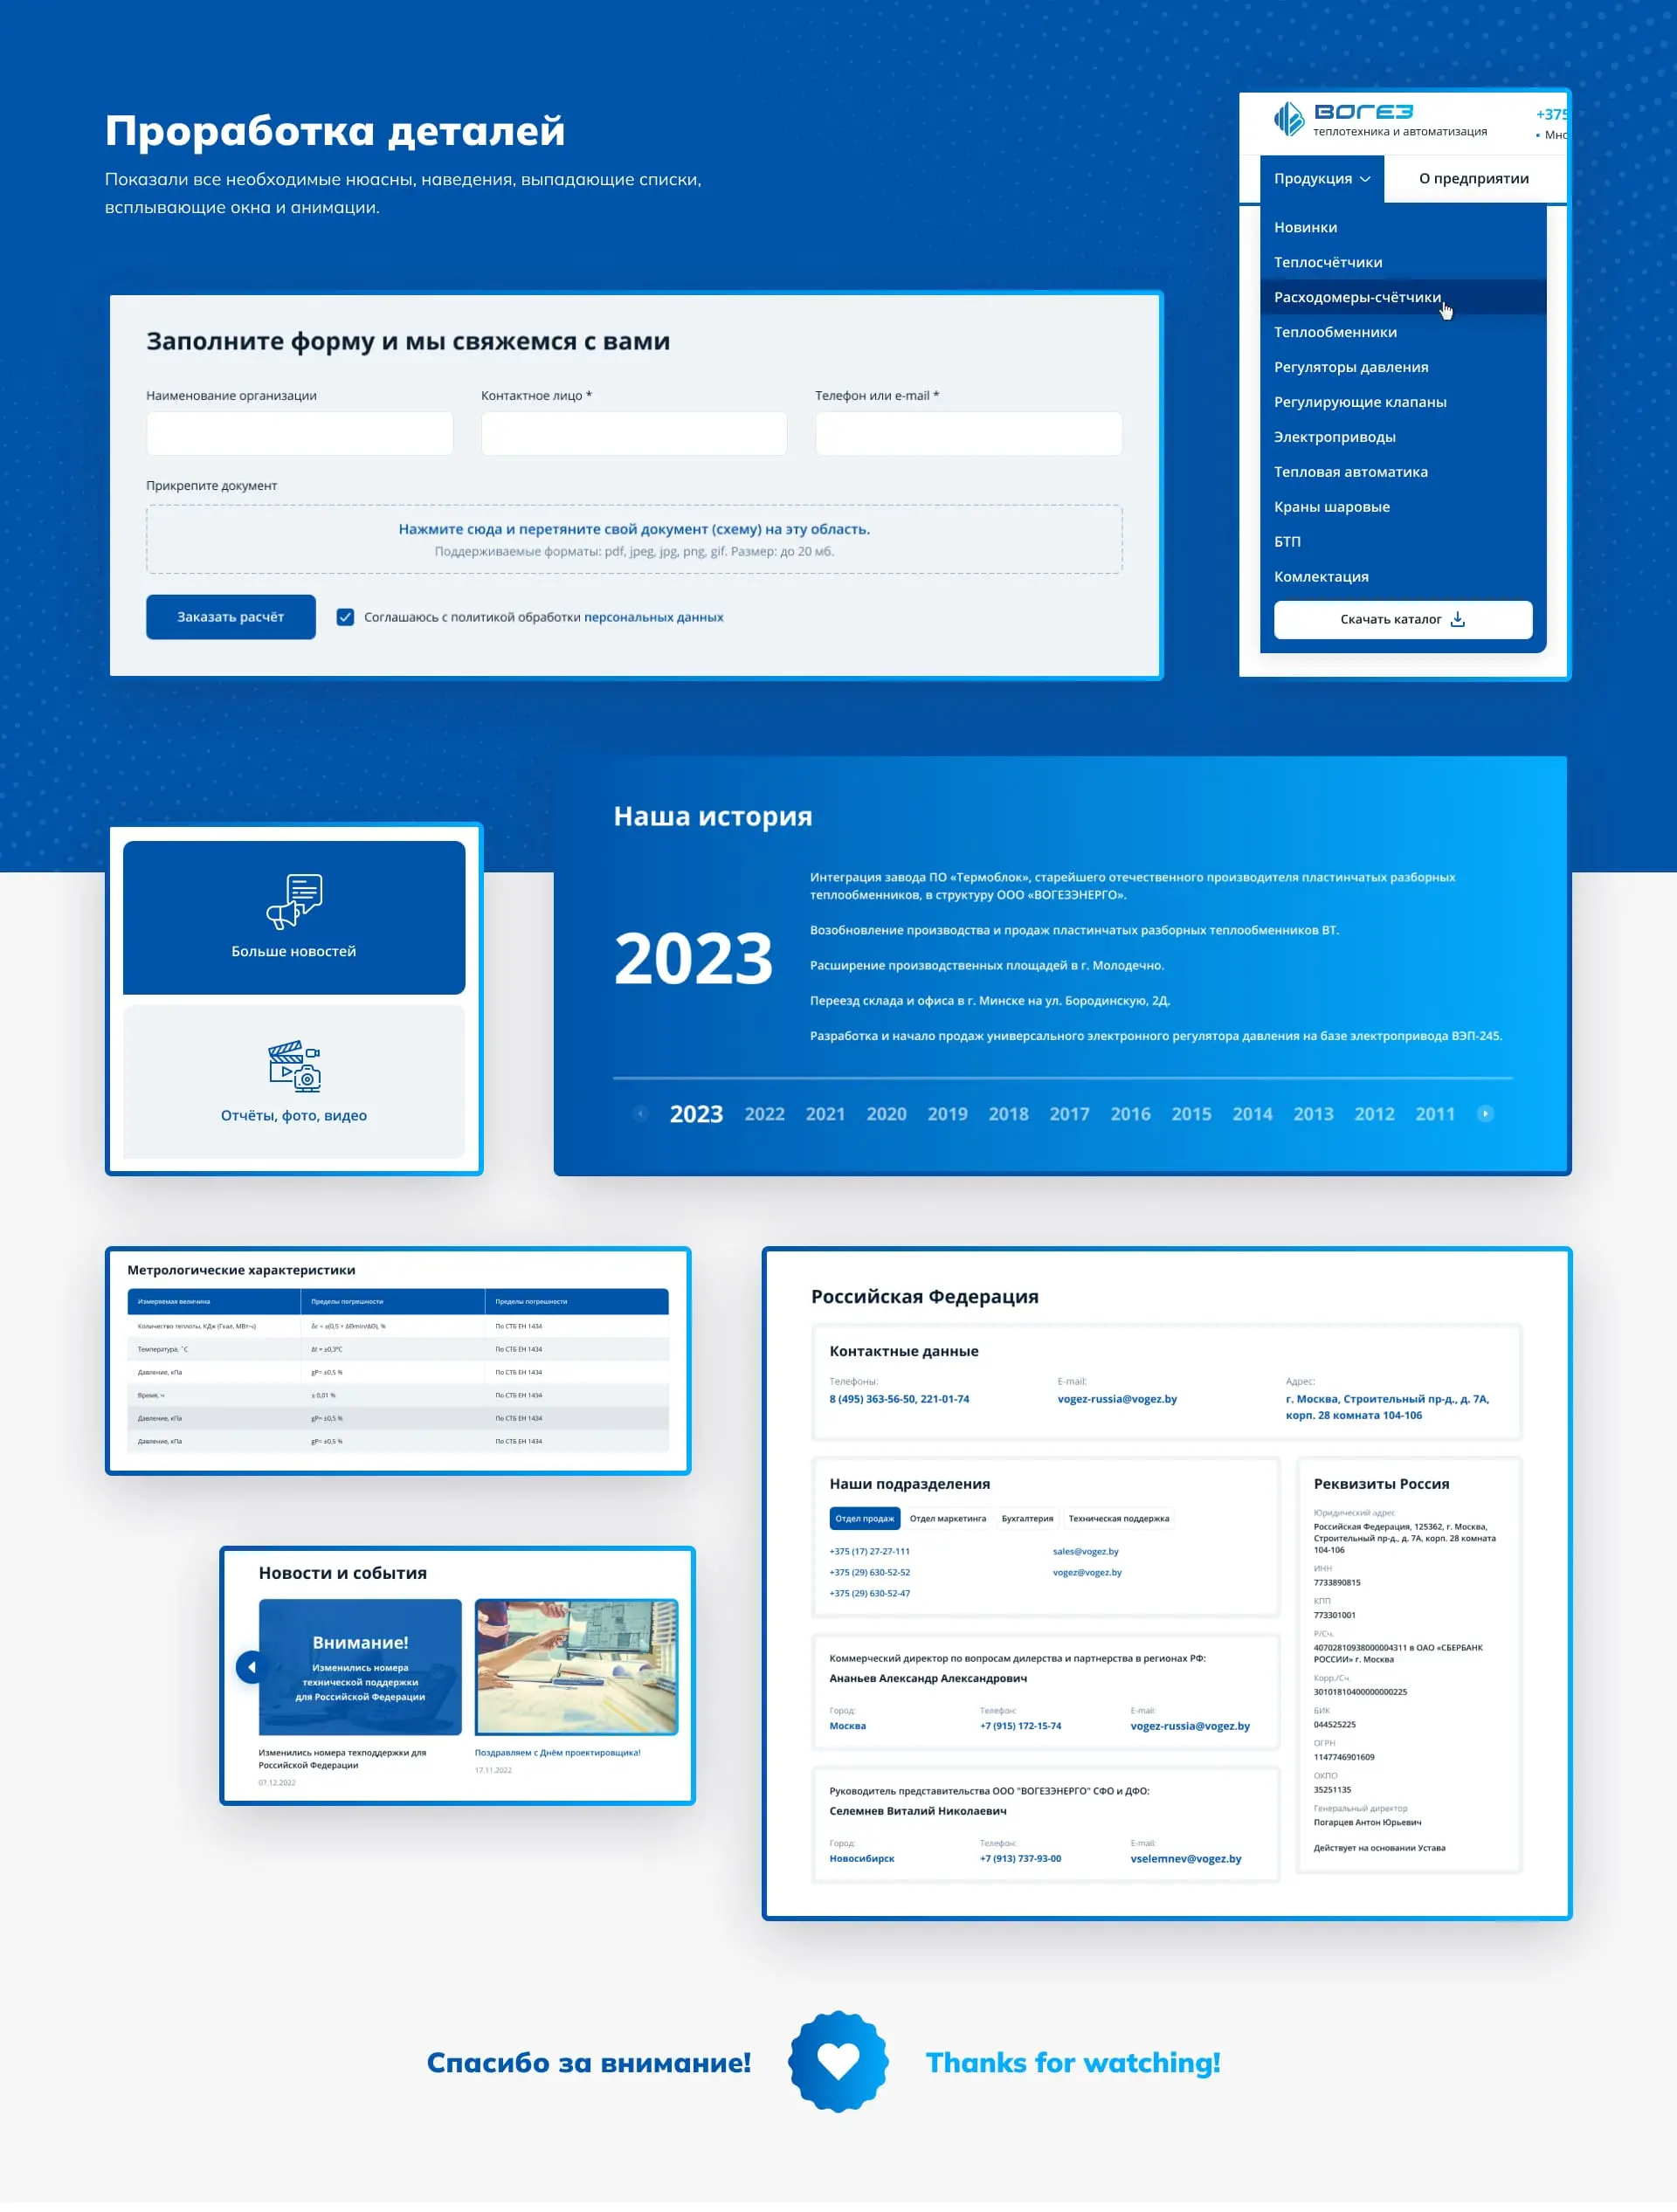 Проработка деталей
Показали все необходимые нюасны, наведения, выпадающие списки,
всплывающие окна и анимации.
ВОГЕЗ
теплотехника и автоматизация
+375
• Мно
Продукция
О предприятии
Новинки
Теплосчётчики
Расходомеры-счётчики
Теплообменники
Регуляторы давления
Регулирующие клапаны
Электроприводы
Тепловая автоматика
Краны шаровые
БТП
Комлектация
Скачать каталог
Заполните форму и мы свяжемся с вами
Наименование организации
Контактное лицо *
Телефон или e-mail *
Прикрепите документ
Нажмите сюда и перетяните свой документ (схему) на эту область.
Поддерживаемые форматы: pdf, jpeg, jpg, png, gif. Размер: до 20 мб.
Заказать расчёт
Соглашаюсь с политикой обработки персональных данных
Больше новостей
Отчёты, фото, видео
Наша история
2023
Интеграция завода ПО «Термоблок», старейшего отечественного производителя пластинчатых разборных
теплообменников, в структуру ООО «ВОГЕЗЭНЕРГО».
Возобновление производства и продаж пластинчатых разборных теплообменников ВТ.
Расширение производственных площадей в г. Молодечно.
Переезд склада и офиса в г. Минске на ул. Бородинскую, 2Д.
Разработка и начало продаж универсального электронного регулятора давления на базе электропривода ВЭП-245.
2023 2022 2021 2020 2019 2018 2017 2016 2015 2014 2013 2012 2011
Метрологические характеристики
Измеряемая величина Пределы погрешности Пределы погрешности
Количество теплоты, КДж (Гкал, МВт·ч) По СТБ ЕН 1434
Температура, ˚С Δt = ±0,3°C По СТБ ЕН 1434
Давление, кПа gP= ±0,5 % По СТБ ЕН 1434
Время, ч ± 0,01 % По СТБ ЕН 1434
Давление, кПа gP= ±0,5 % По СТБ ЕН 1434
Давление, кПа gP= ±0,5 % По СТБ ЕН 1434
Новости и события
Внимание!
Изменились номера
технической поддержки
для Российской Федерации
Изменились номера техподдержки для
Российской Федерации
07.12.2022
Поздравляем с Днём проектировщика!
17.11.2022
Российская Федерация
Контактные данные
Телефоны:
8 (495) 363-56-50, 221-01-74
E-mail:
vogez-russia@vogez.by
Адрес:
г. Москва, Строительный пр-д., д. 7А,
корп. 28 комната 104-106
Наши подразделения
Отдел продаж Отдел маркетинга Бухгалтерия Техническая поддержка
+375 (17) 27-27-111
+375 (29) 630-52-52
+375 (29) 630-52-47
sales@vogez.by
vogez@vogez.by
Коммерческий директор по вопросам дилерства и партнерства в регионах РФ:
Ананьев Александр Александрович
Город:
Москва
Телефон:
+7 (915) 172-15-74
E-mail:
vogez-russia@vogez.by
Руководитель представительства ООО "ВОГЕЗЭНЕРГО" СФО и ДФО:
Селемнев Виталий Николаевич
Город:
Новосибирск
Телефон:
+7 (913) 737-93-00
E-mail:
vselemnev@vogez.by
Реквизиты Россия
Юридический адрес
Российская Федерация, 125362, г. Москва,
Строительный пр-д., д. 7А, корп. 28 комната
104-106
ИНН
7733890815
КПП
773301001
Р/Сч.
40702810938000004311 в ОАО «СБЕРБАНК
РОССИИ» г. Москва
Корр./Сч.
30101810400000000225
БИК
044525225
ОГРН
1147746901609
ОКПО
35251135
Генеральный директор
Погарцев Антон Юрьевич
Действует на основании Устава
Спасибо за внимание!
Thanks for watching!